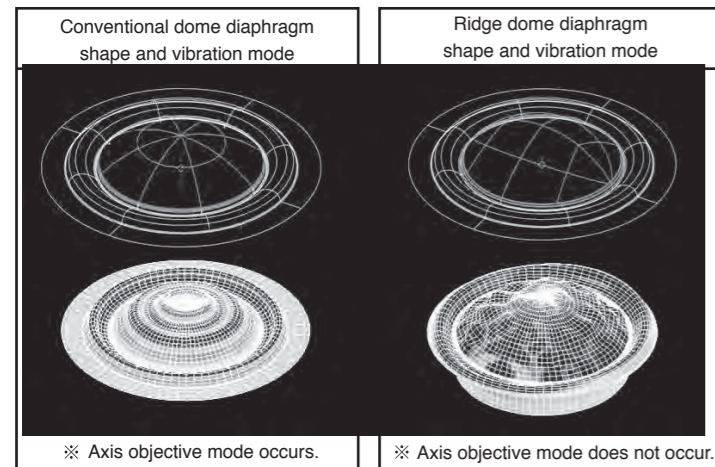 Conventional dome diaphragm
shape and vibration mode
Ridge dome diaphragm
shape and vibration mode
※ Axis objective mode occurs.
※ Axis objective mode does not occur.